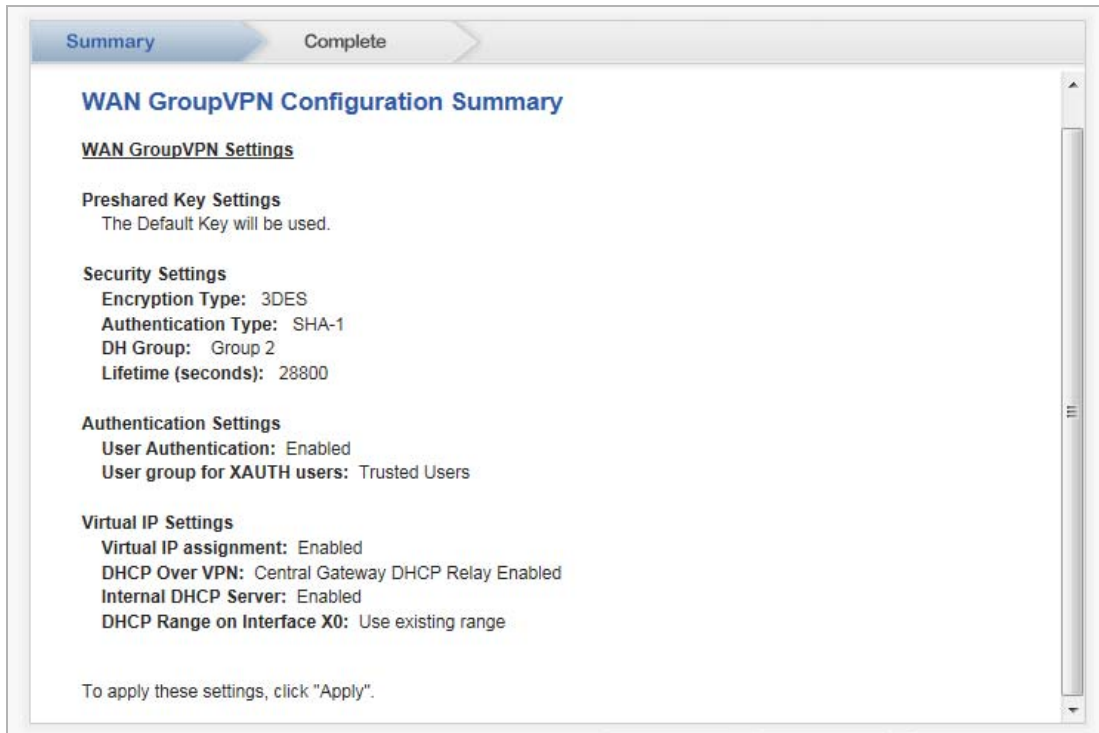 Summary
Complete
WAN GroupVPN Configuration Summary
WAN GroupVPN Settings
Preshared Key Settings
The Default Key will be used.
Security Settings
Encryption Type: 3DES
Authentication Type: SHA-1
DH Group: Group 2
Lifetime (seconds): 28800
Authentication Settings
User Authentication: Enabled
User group for XAUTH users: Trusted Users
Virtual IP Settings
Virtual IP assignment: Enabled
DHCP Over VPN: Central Gateway DHCP Relay Enabled
Internal DHCP Server: Enabled
DHCP Range on Interface X0: Use existing range
To apply these settings, click "Apply".